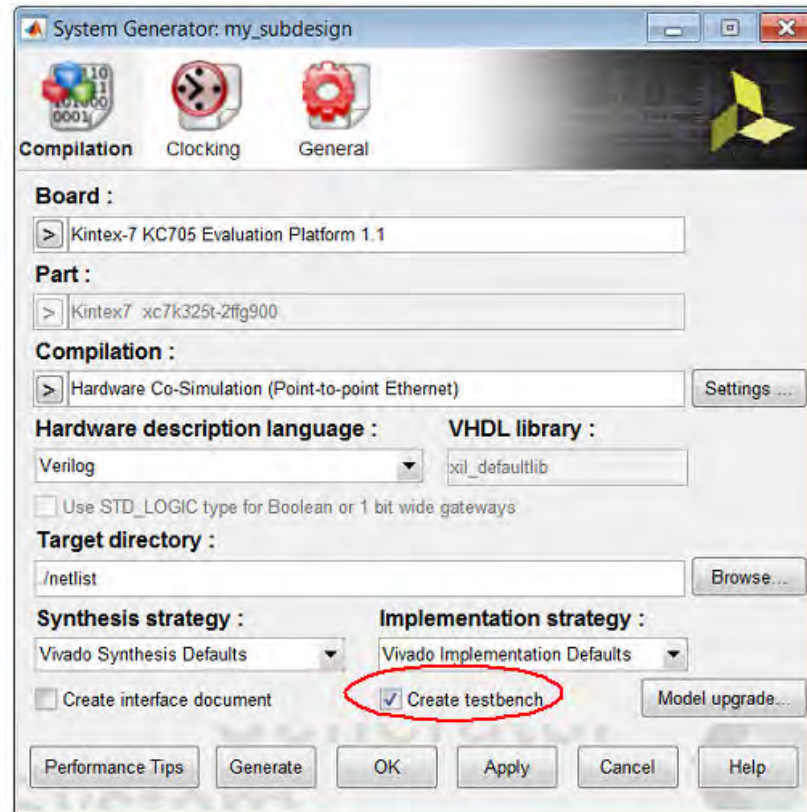 System Generator: my_subdesign
Compilation Clocking General
Board :
> Kintex-7 KC705 Evaluation Platform 1.1
Part :
> Kintex7 xc7k325t-2ffg900
Compilation :
> Hardware Co-Simulation (Point-to-point Ethernet) Settings ...
Hardware description language : VHDL library :
Verilog xil_defaultlib
Use STD_LOGIC type for Boolean or 1 bit wide gateways
Target directory :
./netlist Browse...
Synthesis strategy : Implementation strategy :
Vivado Synthesis Defaults Vivado Implementation Defaults
Create interface document Create testbench Model upgrade...
Performance Tips Generate OK Apply Cancel Help